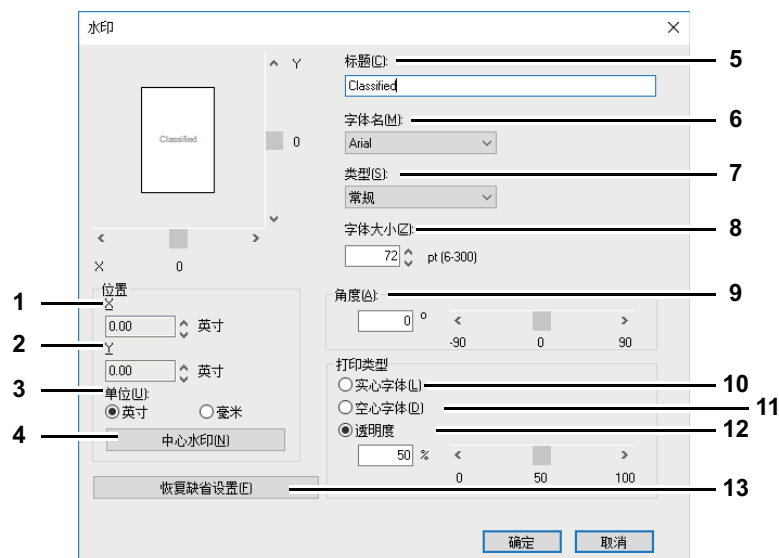 水印
Y
Classified
0
X 0
标题(C):
Classified
字体名(M):
Arial
类型(S):
常规
字体大小(Z):
72 pt (6-300)
位置
X
0.00 英寸
Y
0.00 英寸
单位(U):
英寸 毫米
中心水印(N)
恢复缺省设置(F)
角度(A):
0 °
-90 0 90
打印类型
实心字体(L)
空心字体(D)
透明度
50 %
0 50 100
确定 取消
1
2
3
4
5
6
7
8
9
10
11
12
13